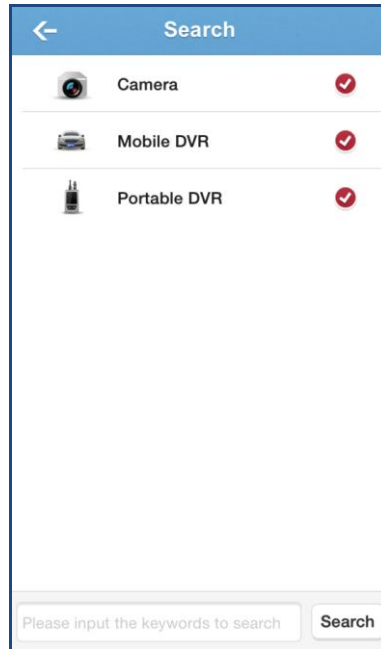 Search
Camera
Mobile DVR
Portable DVR
Please input the keywords to search Search